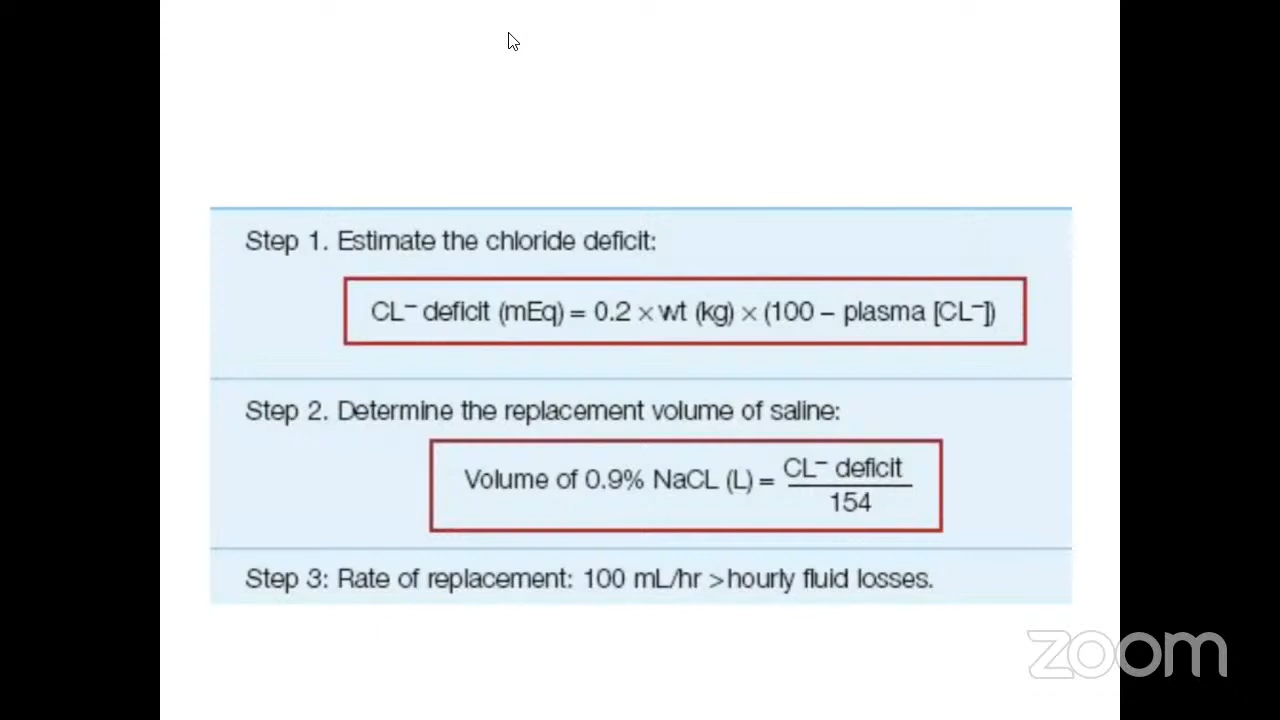 Step 1. Estimate the chloride deficit:
CL⁻ deficit (mEq) = 0.2 × wt (kg) × (100 – plasma [CL⁻])
Step 2. Determine the replacement volume of saline:
Volume of 0.9% NaCL (L) = CL⁻ deficit / 154
Step 3: Rate of replacement: 100 mL/hr >hourly fluid losses.
zoom